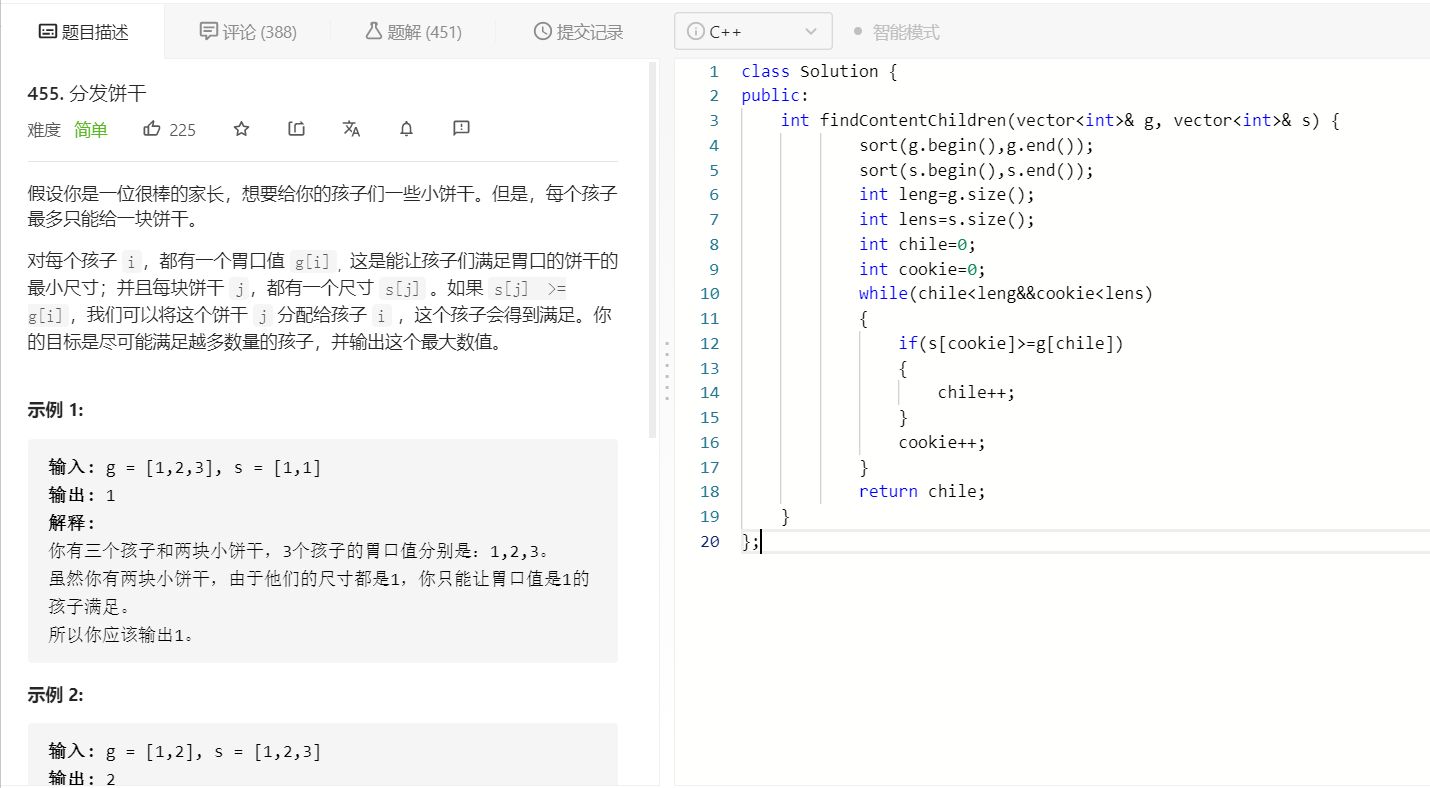 题目描述
评论 (388)
题解 (451)
提交记录
C++
智能模式
455. 分发饼干
难度 简单 225
假设你是一位很棒的家长，想要给你的孩子们一些小饼干。但是，每个孩子
最多只能给一块饼干。
对每个孩子 i，都有一个胃口值 g[i]，这是能让孩子们满足胃口的饼干的
最小尺寸；并且每块饼干 j，都有一个尺寸 s[j] 。如果 s[j] >=
g[i]，我们可以将这个饼干 j 分配给孩子 i ，这个孩子会得到满足。你
的目标是尽可能满足越多数量的孩子，并输出这个最大数值。
示例 1:
输入: g = [1,2,3], s = [1,1]
输出: 1
解释:
你有三个孩子和两块小饼干，3个孩子的胃口值分别是：1,2,3。
虽然你有两块小饼干，由于他们的尺寸都是1，你只能让胃口值是1的
孩子满足。
所以你应该输出1。
示例 2:
输入: g = [1,2], s = [1,2,3]
输出: 2
1 class Solution {
2 public:
3     int findContentChildren(vector<int>& g, vector<int>& s) {
4             sort(g.begin(),g.end());
5             sort(s.begin(),s.end());
6             int leng=g.size();
7             int lens=s.size();
8             int chile=0;
9             int cookie=0;
10             while(chile<leng&&cookie<lens)
11             {
12                 if(s[cookie]>=g[chile])
13                 {
14                     chile++;
15                 }
16                 cookie++;
17             }
18             return chile;
19     }
20 };